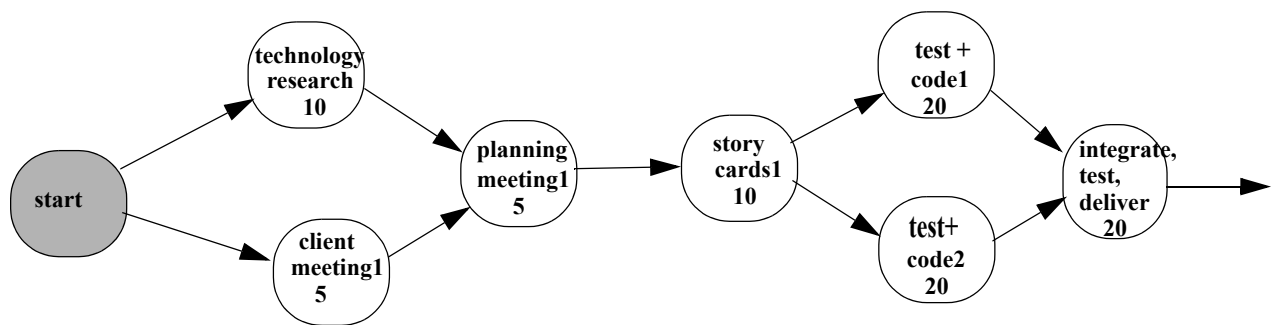 start
technology
research
10
client
meeting1
5
planning
meeting1
5
story
cards1
10
test +
code1
20
test+
code2
20
integrate,
test,
deliver
20